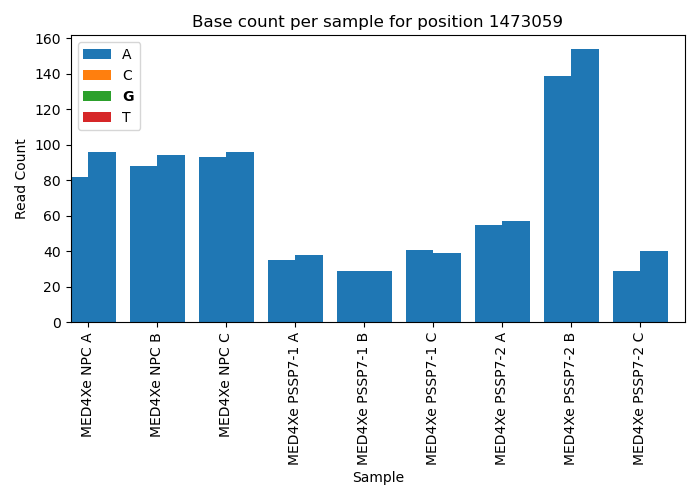 Base count per sample for position 1473059
160
140
120
100
80
60
40
20
0
Read Count
A
C
G
T
MED4Xe NPC A
MED4Xe NPC B
MED4Xe NPC C
MED4Xe PSSP7-1 A
MED4Xe PSSP7-1 B
MED4Xe PSSP7-1 C
MED4Xe PSSP7-2 A
MED4Xe PSSP7-2 B
MED4Xe PSSP7-2 C
Sample